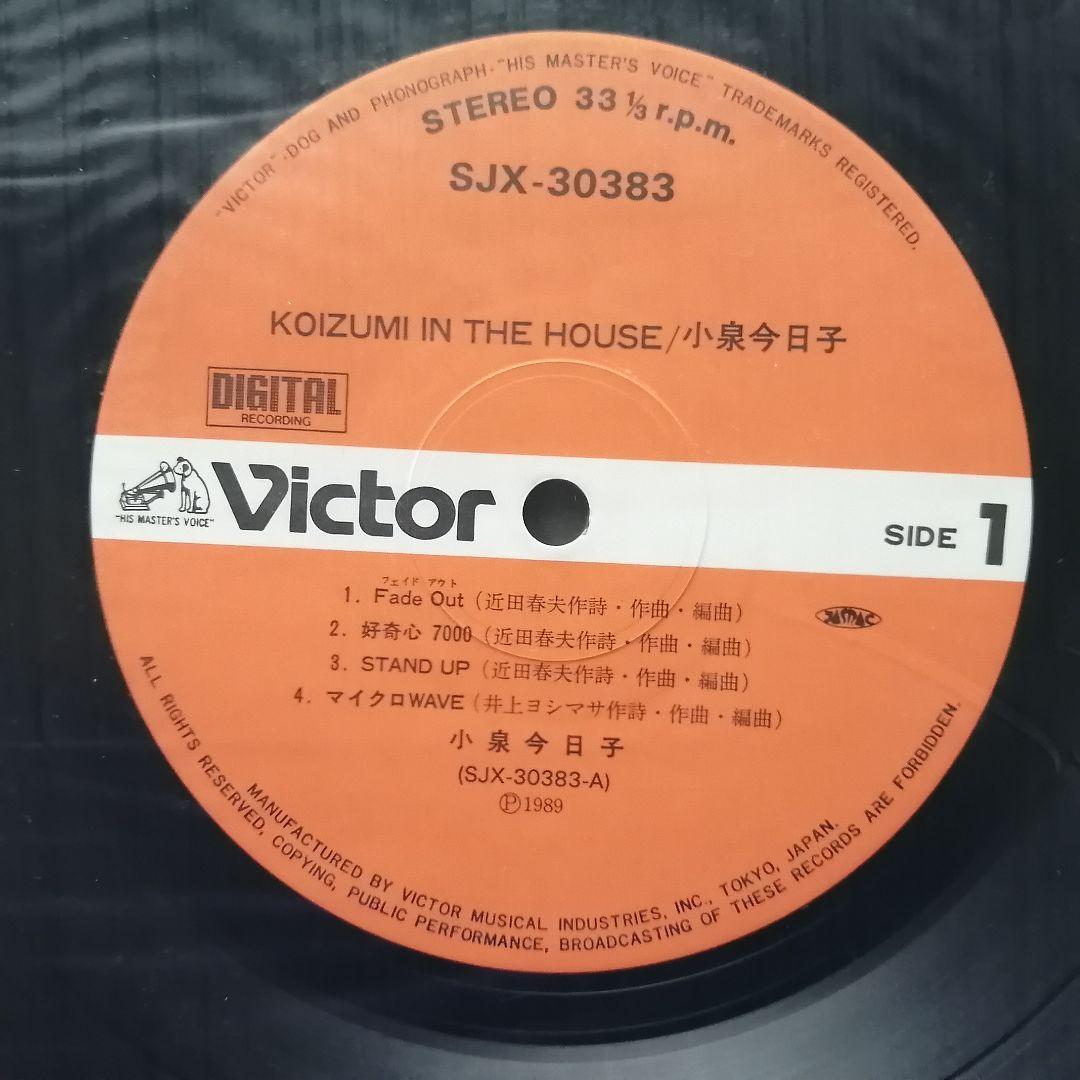 "VICTOR"-DOG AND PHONOGRAPH-"HIS MASTER'S VOICE" TRADEMARKS REGISTERED.
STEREO 33 ⅓ r.p.m.
SJX-30383
KOIZUMI IN THE HOUSE/小泉今日子
DIGITAL
RECORDING
"HIS MASTER'S VOICE"
Victor
SIDE 1
フェイド アウト
1. Fade Out (近田春夫作詩・作曲・編曲)
2. 好奇心 7000 (近田春夫作詩・作曲・編曲)
3. STAND UP (近田春夫作詩・作曲・編曲)
4. マイクロWAVE (井上ヨシマサ作詩・作曲・編曲)
JASRAC
小泉今日子
(SJX-30383-A)
Ⓟ1989
MANUFACTURED BY VICTOR MUSICAL INDUSTRIES, INC., TOKYO, JAPAN.
ALL RIGHTS RESERVED, COPYING, PUBLIC PERFORMANCE, BROADCASTING OF THESE RECORDS ARE FORBIDDEN.